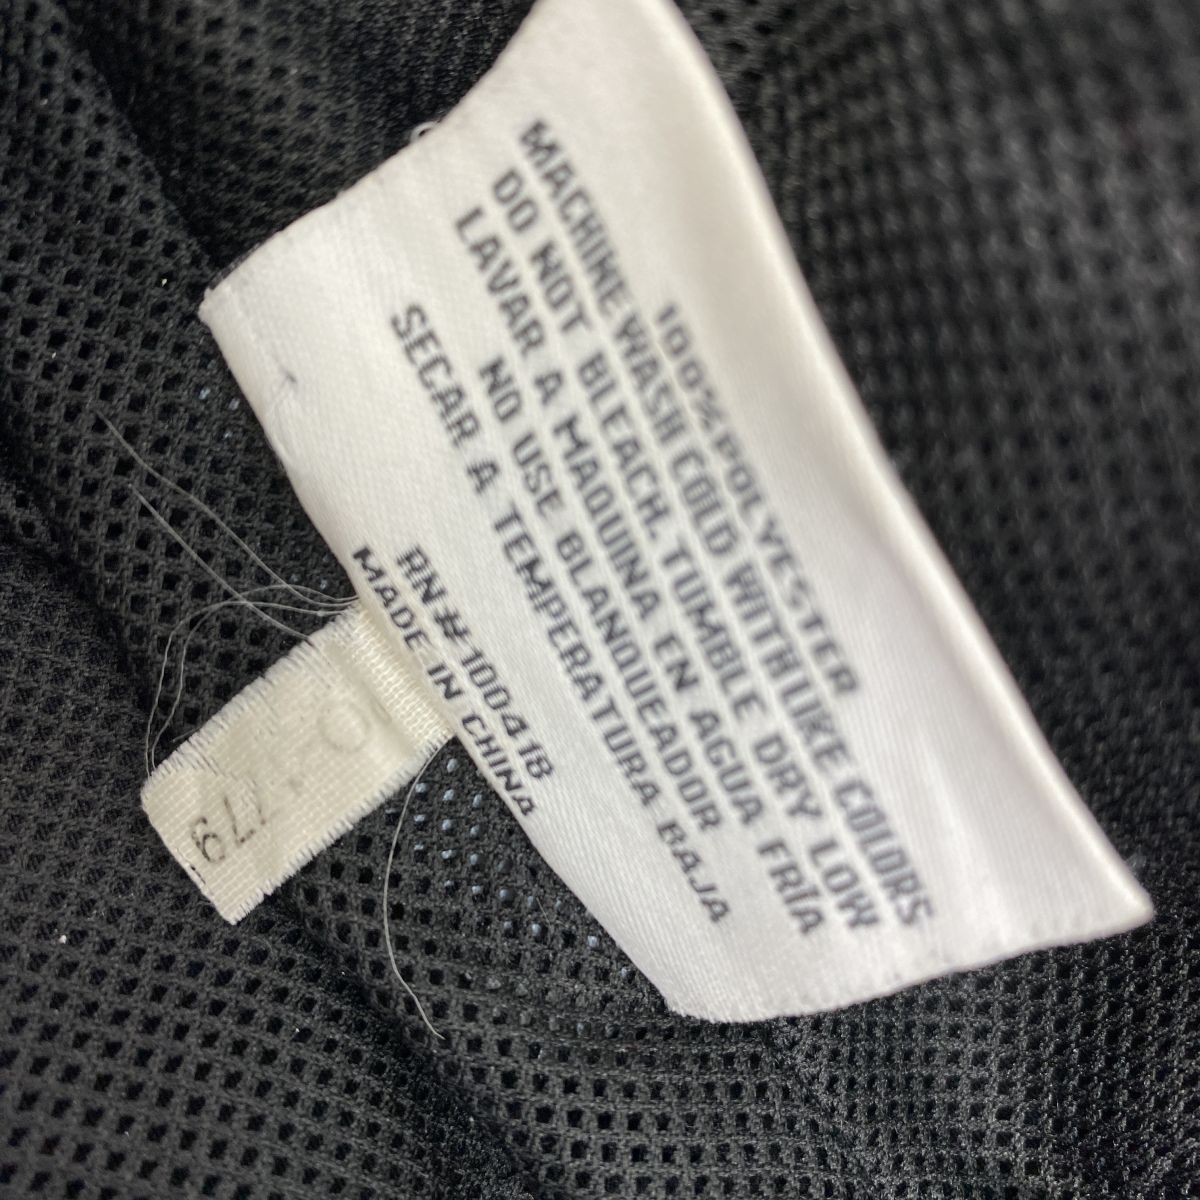 100% POLYESTER
MACHINE WASH COLD WITH LIKE COLORS
DO NOT BLEACH. TUMBLE DRY LOW
LAVAR A MAQUINA EN AGUA FRÍA
NO USE BLANQUEADOR
SECAR A TEMPERATURA BAJA
RN# 100418
MADE IN CHINA